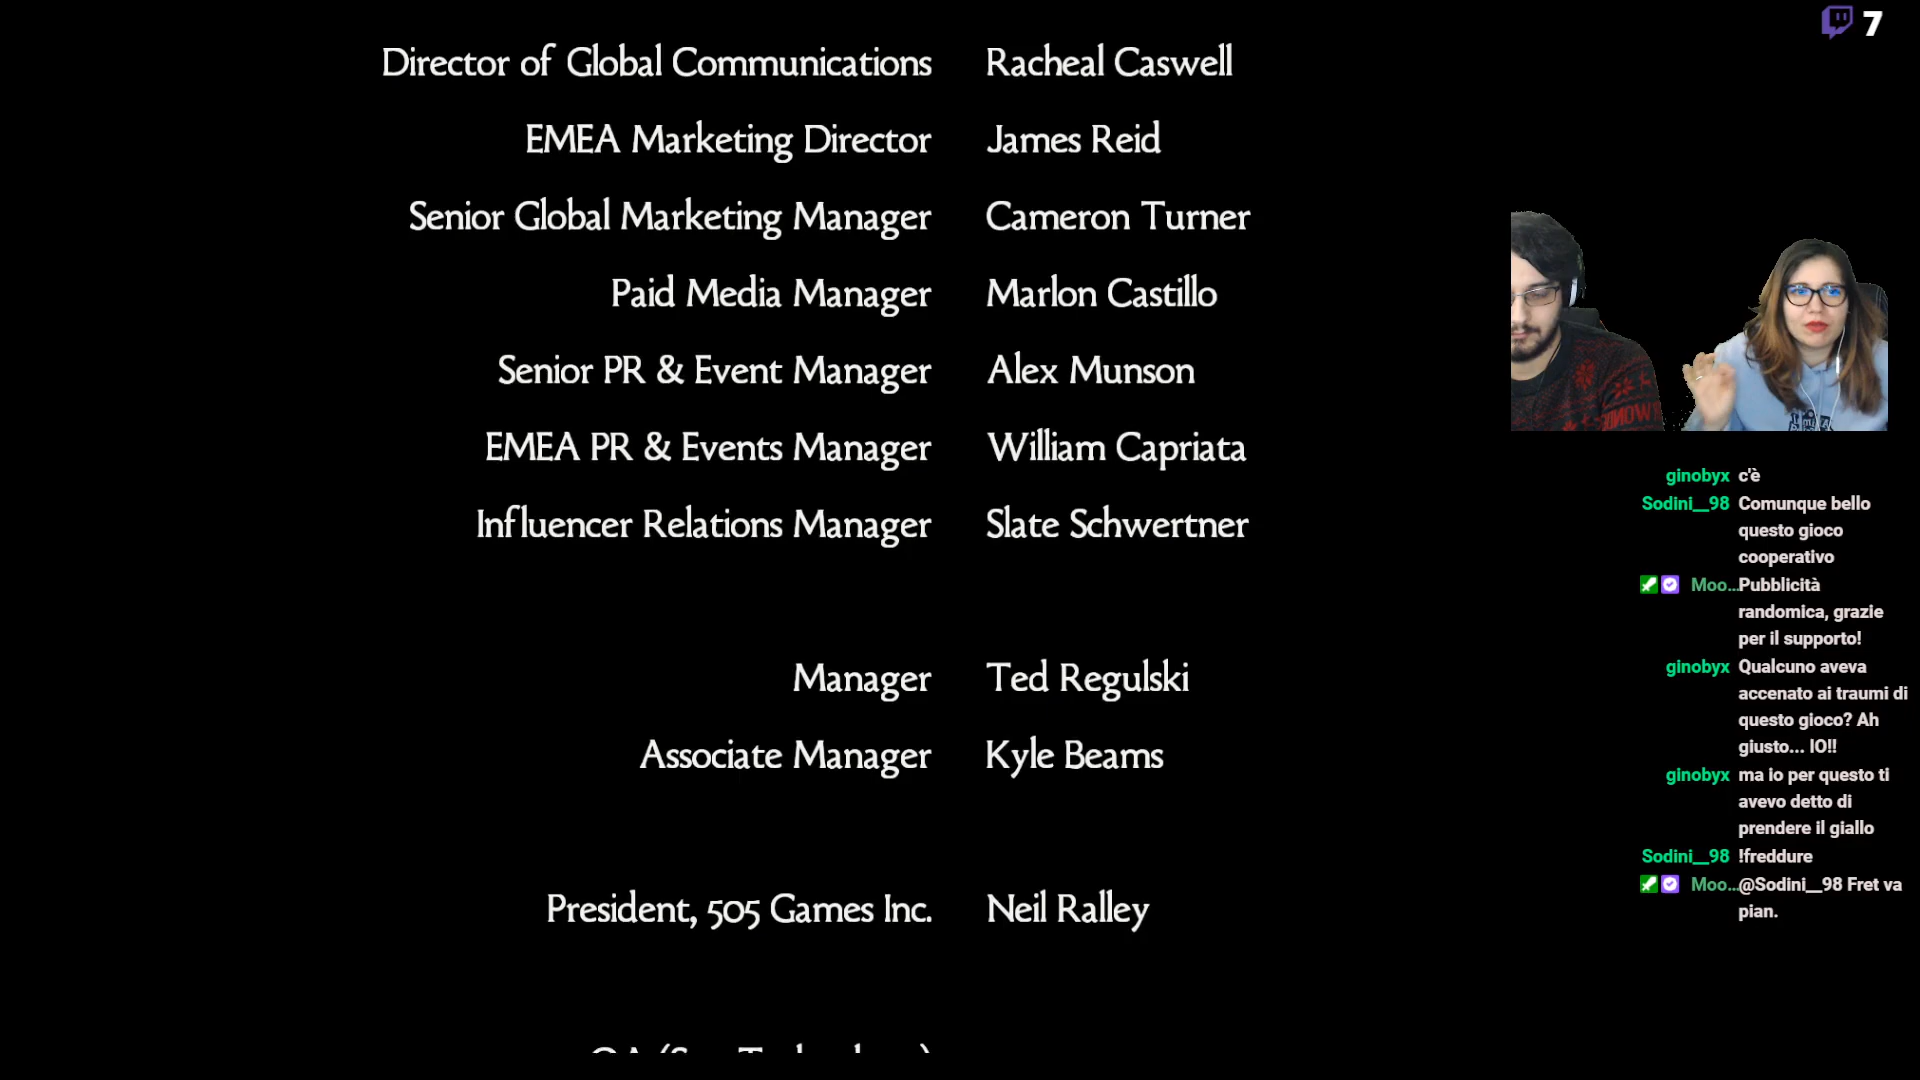 7
Director of Global Communications Racheal Caswell
EMEA Marketing Director James Reid
Senior Global Marketing Manager Cameron Turner
Paid Media Manager Marlon Castillo
Senior PR & Event Manager Alex Munson
EMEA PR & Events Manager William Capriata
Influencer Relations Manager Slate Schwertner
Manager Ted Regulski
Associate Manager Kyle Beams
President, 505 Games Inc. Neil Ralley
ginobyx c'è
Sodini__98 Comunque bello
questo gioco
cooperativo
Moo... Pubblicità
randomica, grazie
per il supporto!
ginobyx Qualcuno aveva
accenato ai traumi di
questo gioco? Ah
giusto... IO!!
ginobyx ma io per questo ti
avevo detto di
prendere il giallo
Sodini__98 !freddure
Moo... @Sodini__98 Fret va
pian.